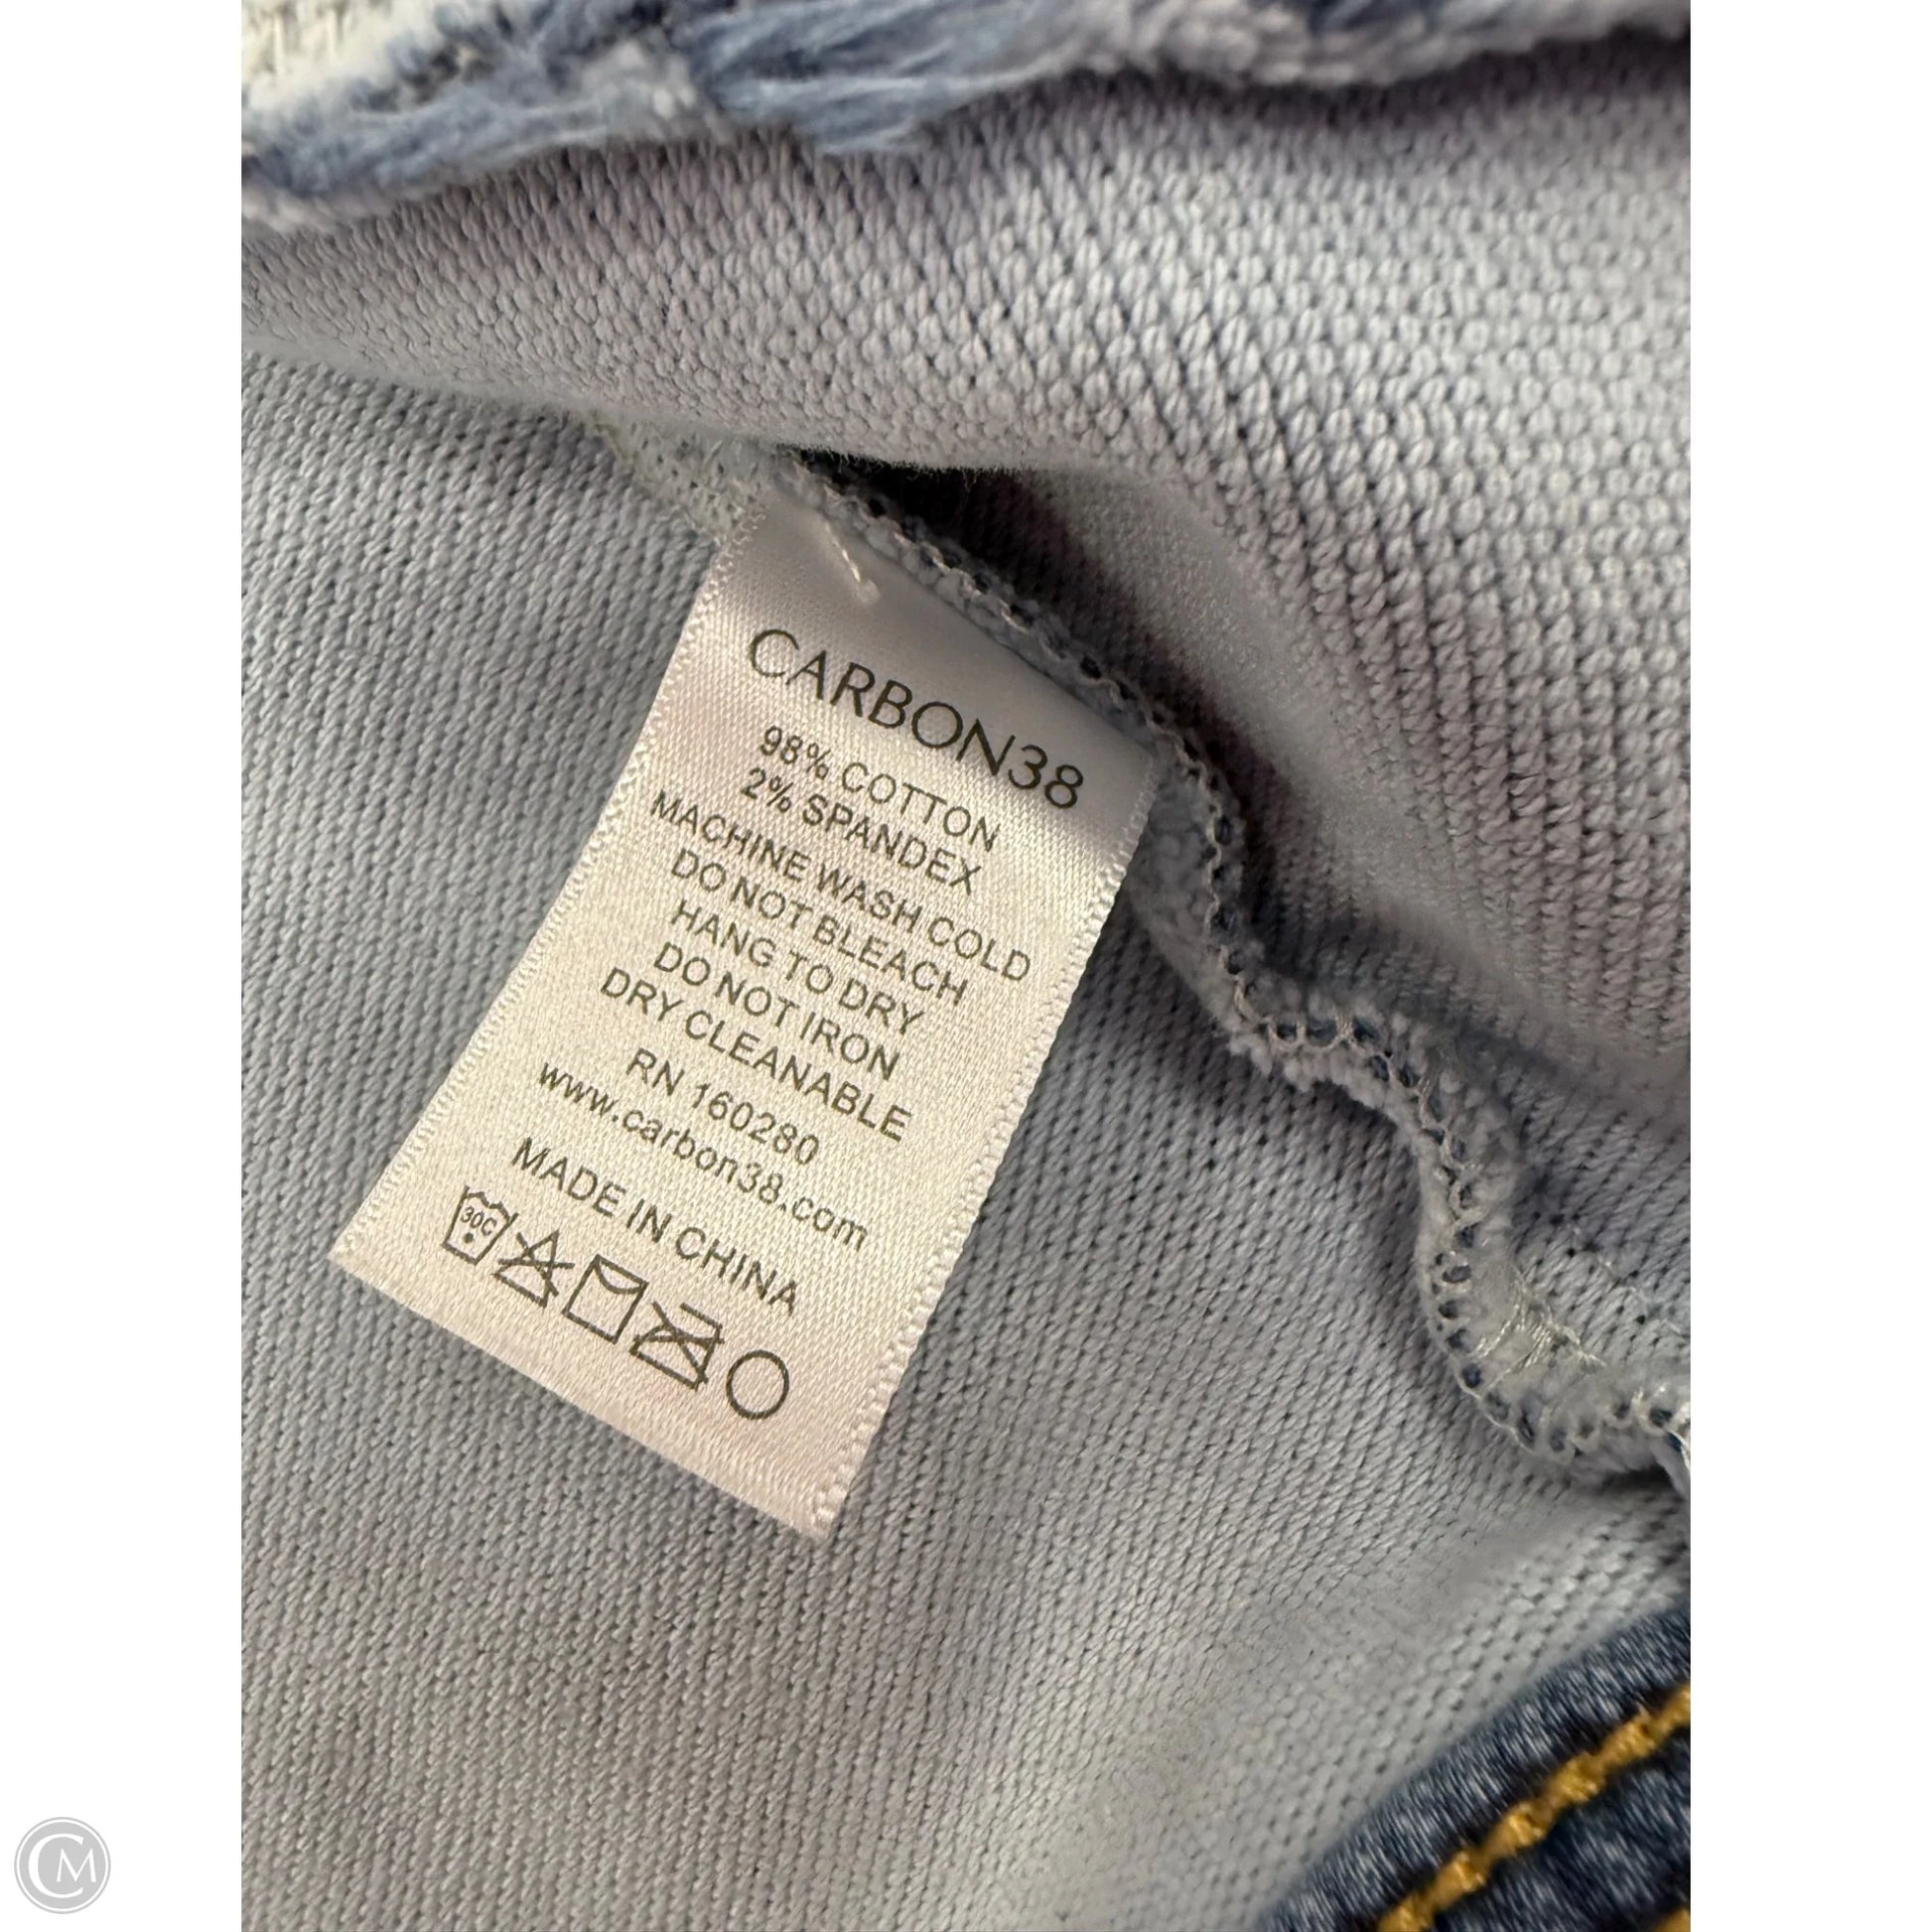 CARBON38
98% COTTON
2% SPANDEX
MACHINE WASH COLD
DO NOT BLEACH
HANG TO DRY
DO NOT IRON
DRY CLEANABLE
RN 160280
www.carbon38.com
MADE IN CHINA
30C
CM